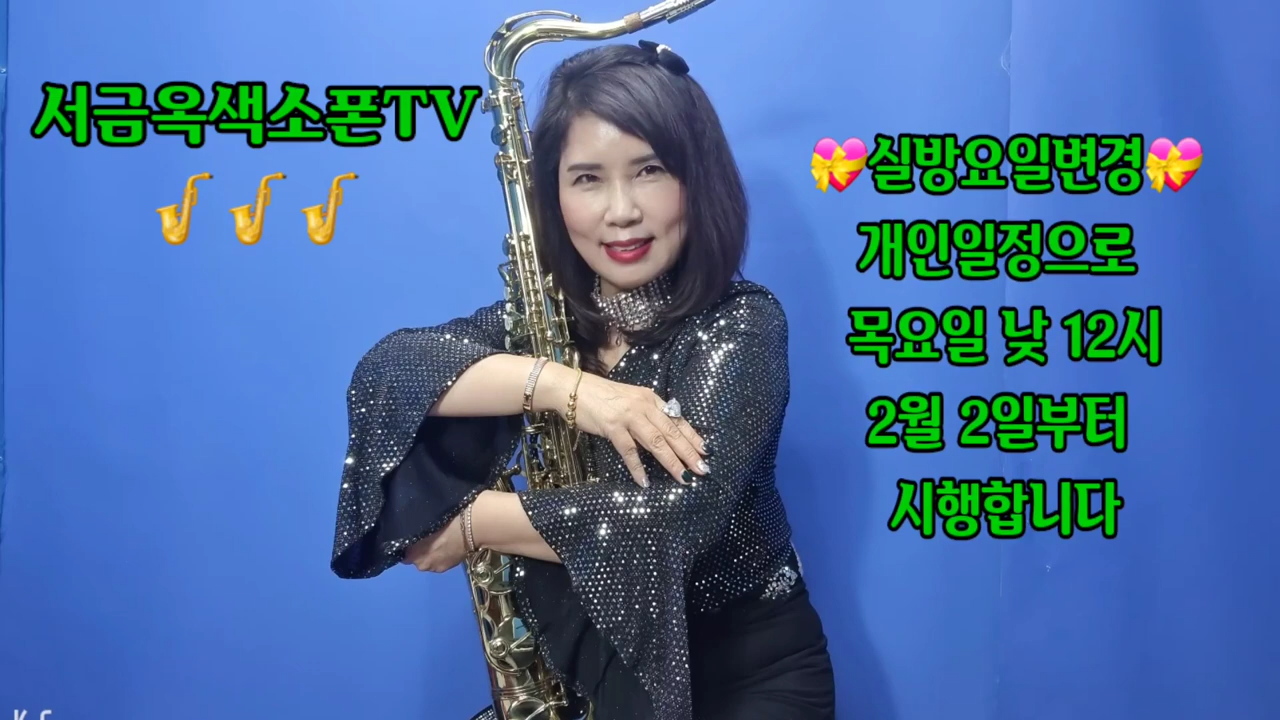 서금옥색소폰TV
🎷🎷🎷
💝실방요일변경💝
개인일정으로
목요일 낮 12시
2월 2일부터
시행합니다